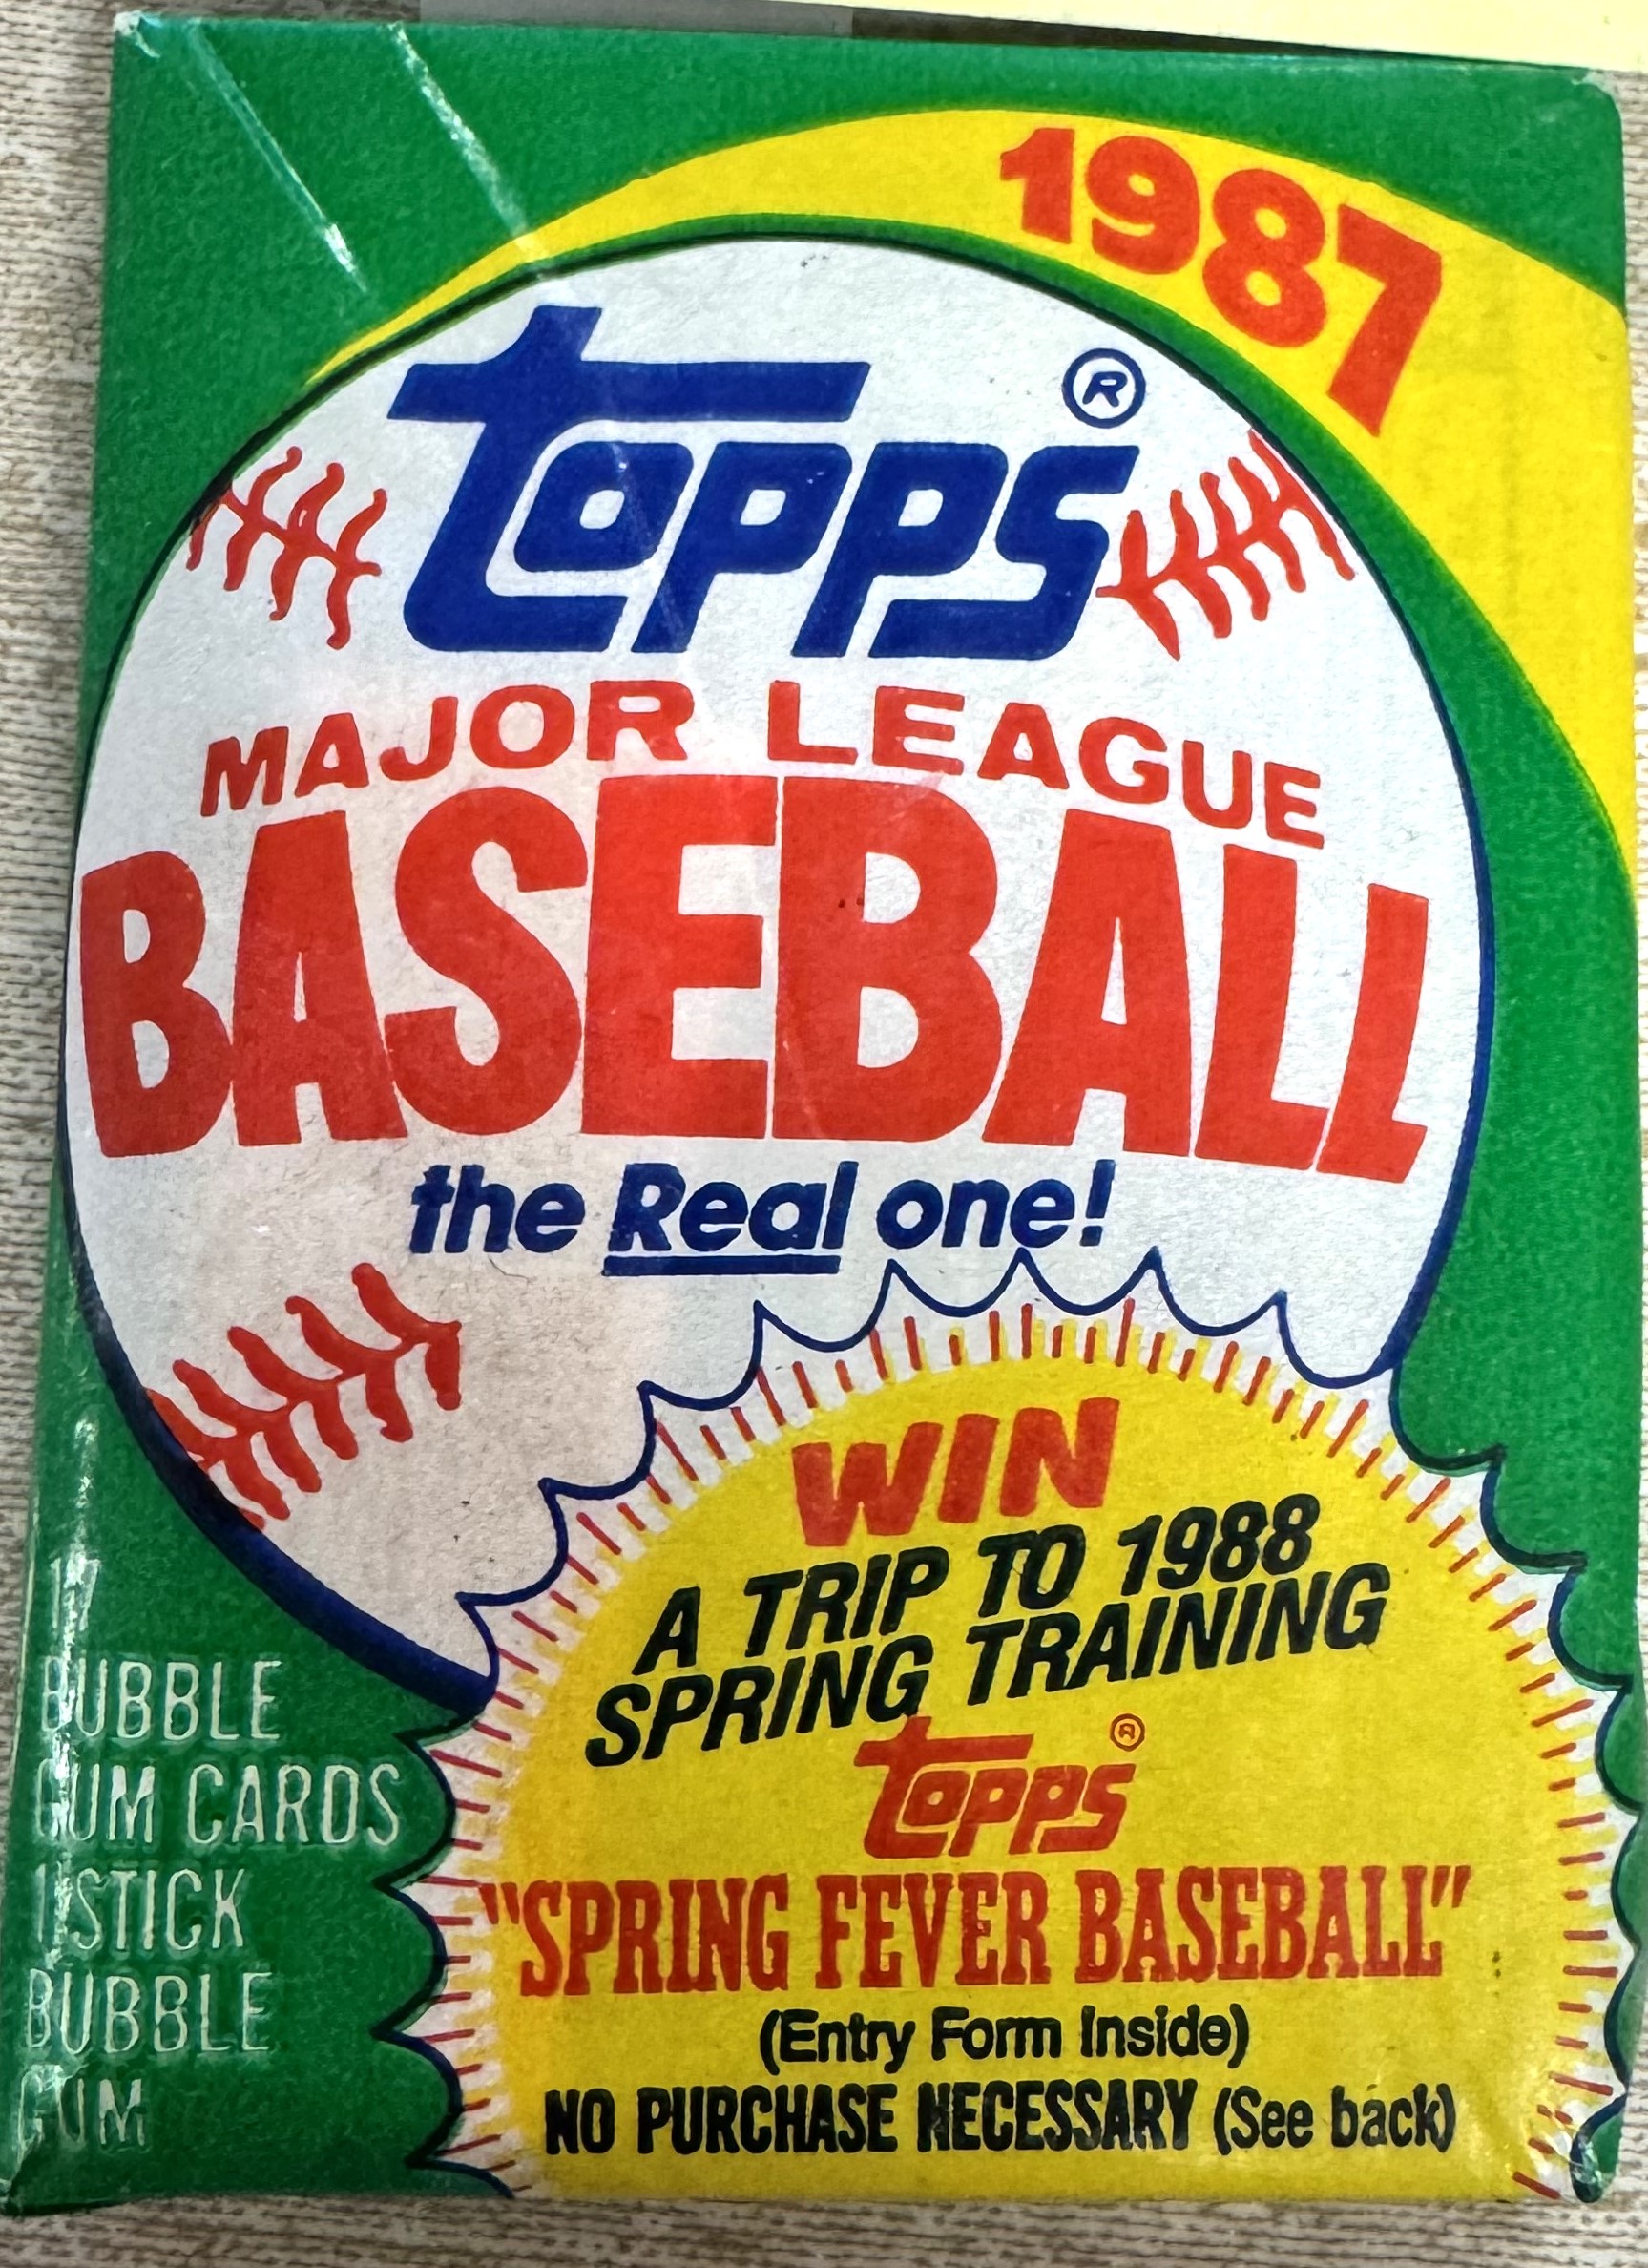 1987
Topps®
MAJOR LEAGUE
BASEBALL
the Real one!
WIN
A TRIP TO 1988
SPRING TRAINING
Topps®
"SPRING FEVER BASEBALL"
(Entry Form Inside)
NO PURCHASE NECESSARY (See back)
17
BUBBLE
GUM CARDS
1 STICK
BUBBLE
GUM